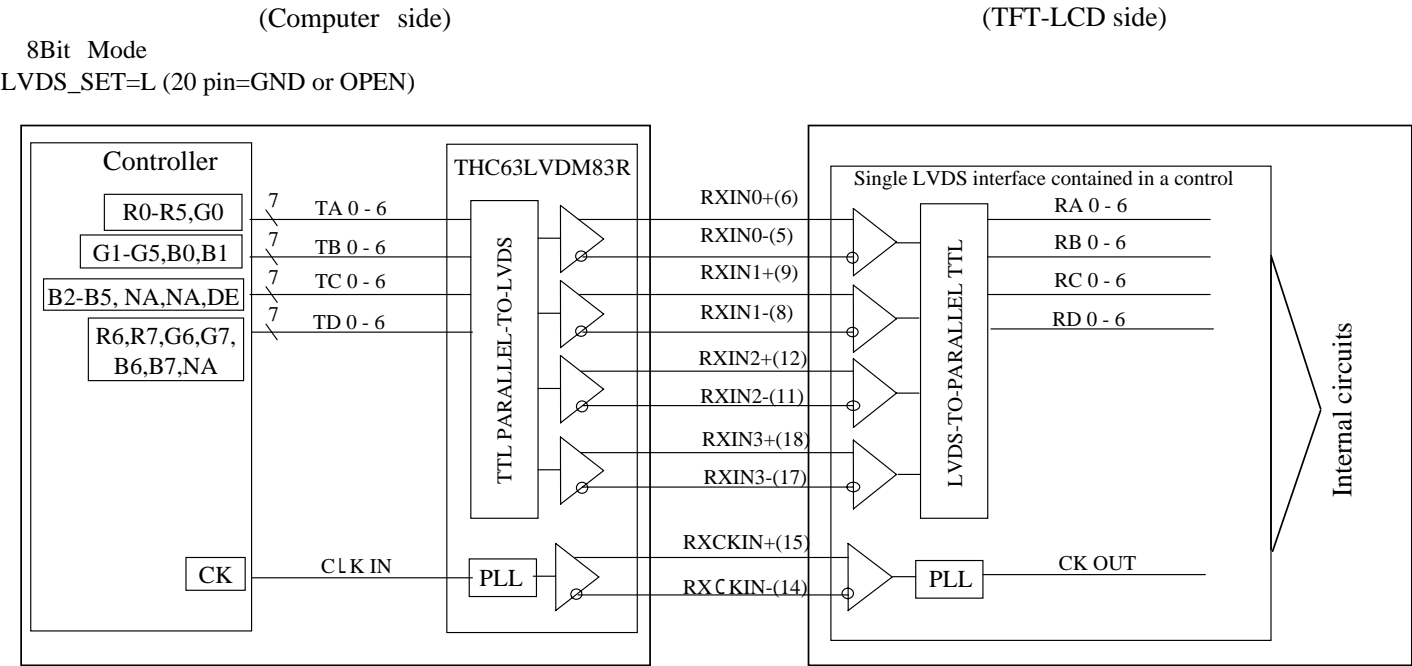 (Computer side)
(TFT-LCD side)
8Bit Mode
LVDS_SET=L (20 pin=GND or OPEN)
Controller
R0-R5,G0
G1-G5,B0,B1
B2-B5, NA,NA,DE
R6,R7,G6,G7,
B6,B7,NA
CK
7
TA 0 - 6
7
TB 0 - 6
7
TC 0 - 6
7
TD 0 - 6
CLK IN
THC63LVDM83R
TTL PARALLEL-TO-LVDS
PLL
RXIN0+(6)
RXIN0-(5)
RXIN1+(9)
RXIN1-(8)
RXIN2+(12)
RXIN2-(11)
RXIN3+(18)
RXIN3-(17)
RXCKIN+(15)
RXCKIN-(14)
Single LVDS interface contained in a control
LVDS-TO-PARALLEL TTL
PLL
RA 0 - 6
RB 0 - 6
RC 0 - 6
RD 0 - 6
CK OUT
Internal circuits